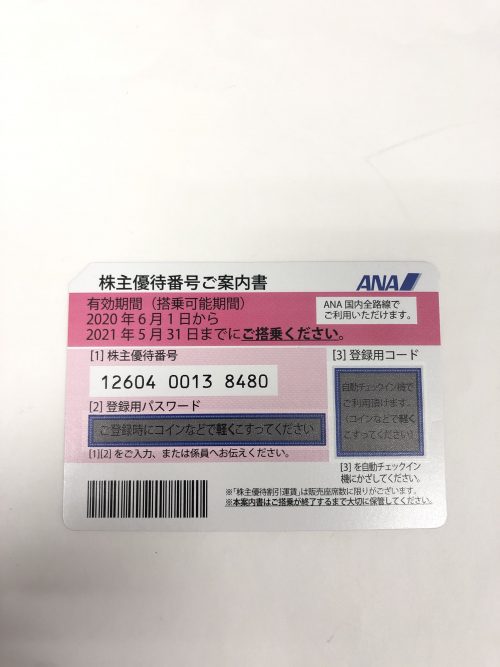 株主優待番号ご案内書
ANA
有効期間（搭乗可能期間）
2020年6月1日から
2021年5月31日までにご搭乗ください。
ANA国内全路線で
ご利用いただけます。
[1] 株主優待番号
12604 0013 8480
[2] 登録用パスワード
ご登録時にコインなどで軽くこすってください
[1][2] をご入力、または係員へお伝えください。
[3] 登録用コード
自動チェックイン機で
ご利用頂けます。
（コインなどで軽く
こすってください）
[3] を自動チェックイン
機にかざしてください。
※「株主優待割引運賃」は販売座席数に限りがございます。
※本案内書はご搭乗が終了するまで大切に保管してください。